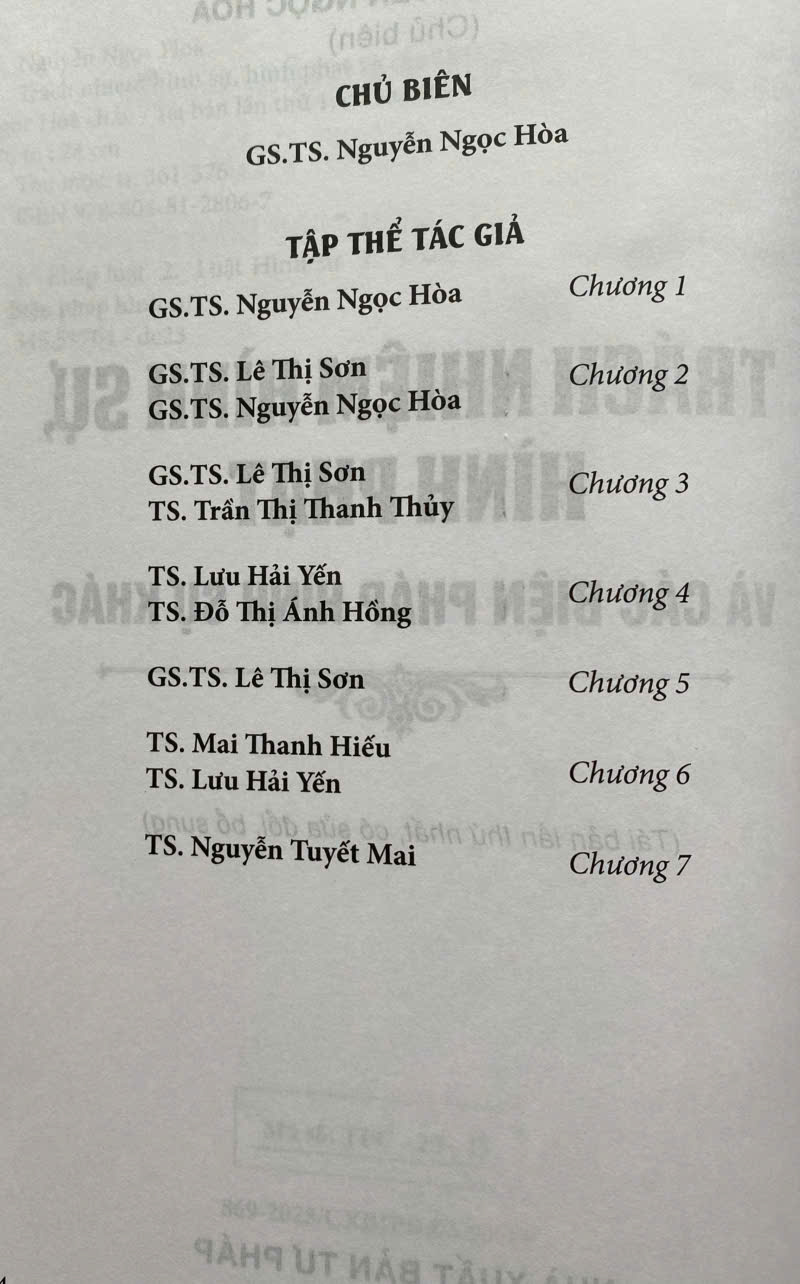 CHỦ BIÊN
GS.TS. Nguyễn Ngọc Hòa
TẬP THỂ TÁC GIẢ
GS.TS. Nguyễn Ngọc Hòa Chương 1
GS.TS. Lê Thị Sơn Chương 2
GS.TS. Nguyễn Ngọc Hòa
GS.TS. Lê Thị Sơn Chương 3
TS. Trần Thị Thanh Thủy
TS. Lưu Hải Yến Chương 4
TS. Đỗ Thị Ánh Hồng
GS.TS. Lê Thị Sơn Chương 5
TS. Mai Thanh Hiếu
TS. Lưu Hải Yến Chương 6
TS. Nguyễn Tuyết Mai Chương 7